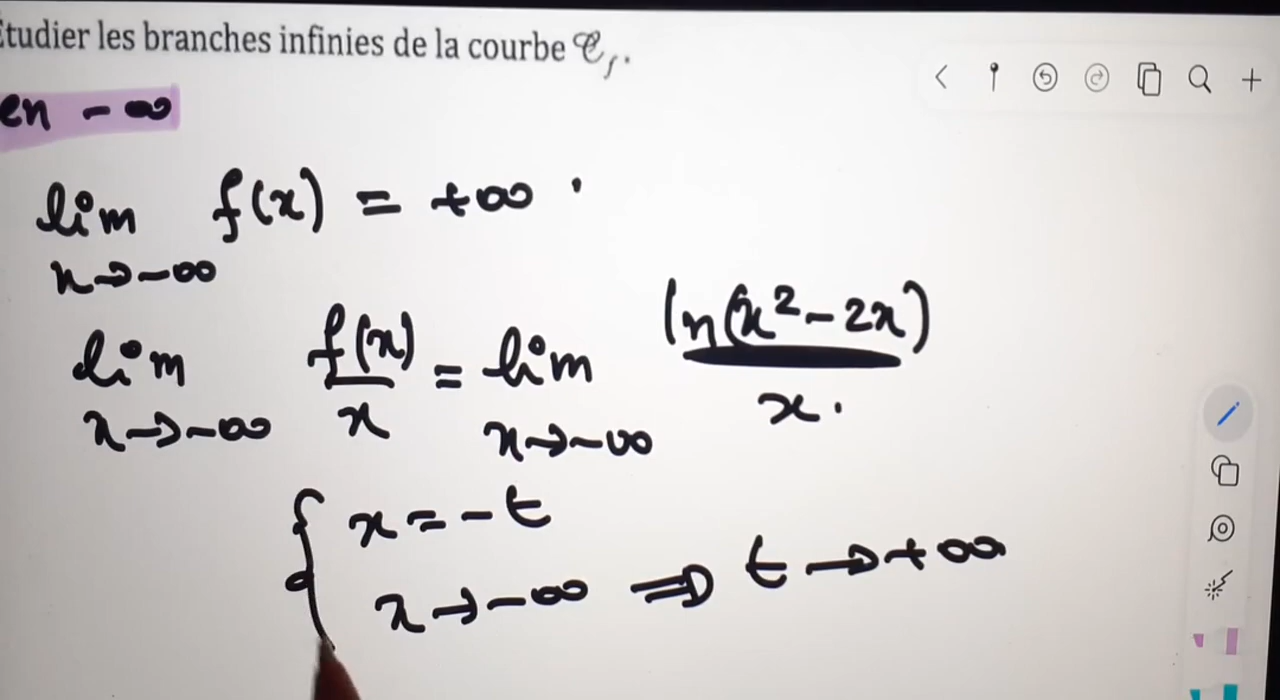 Étudier les branches infinies de la courbe 𝒞f.
en -∞
lim f(x) = +∞ .
x→-∞
lim f(x)/x = lim ln(x²-2x)/x .
x→-∞ x→-∞
{ x = -t
x→-∞ ⇒ t→+∞